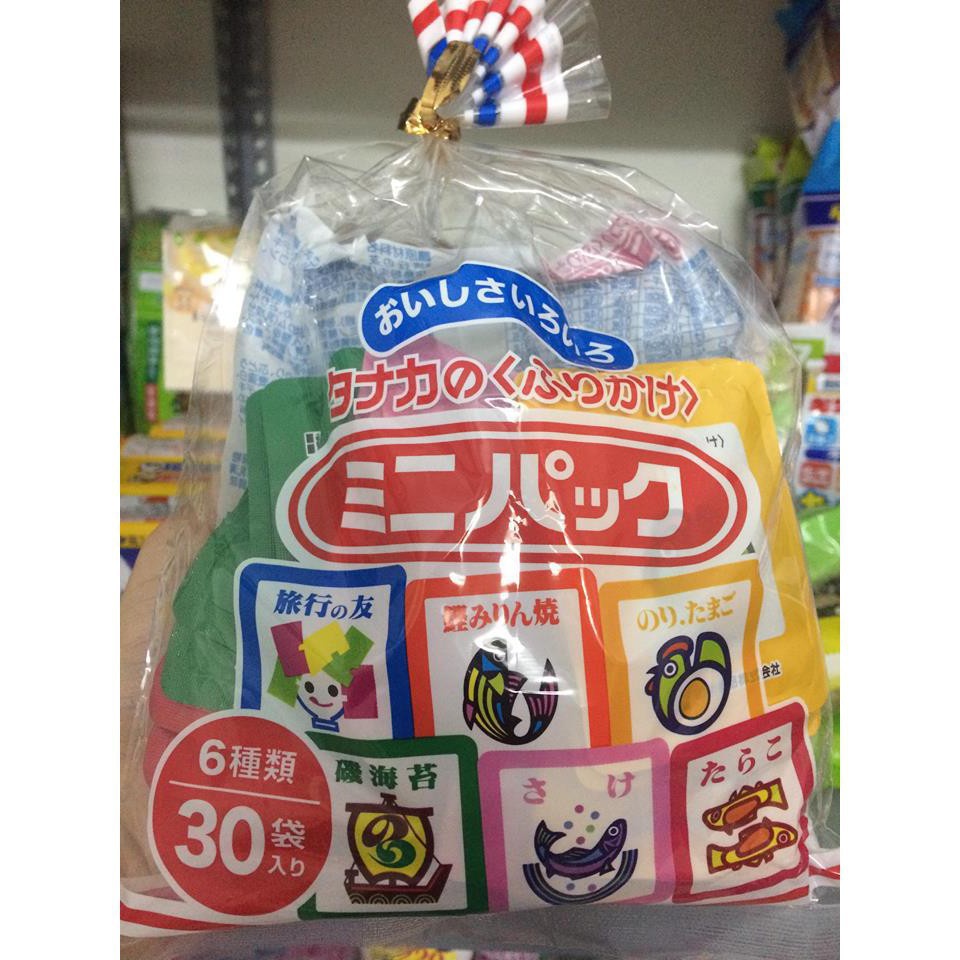 おいしさいろいろ
タナカの〈ふりかけ〉
ミニパック
旅行の友
鰹みりん焼
のり.たまご
磯海苔
さけ
たらこ
6種類
30袋入り